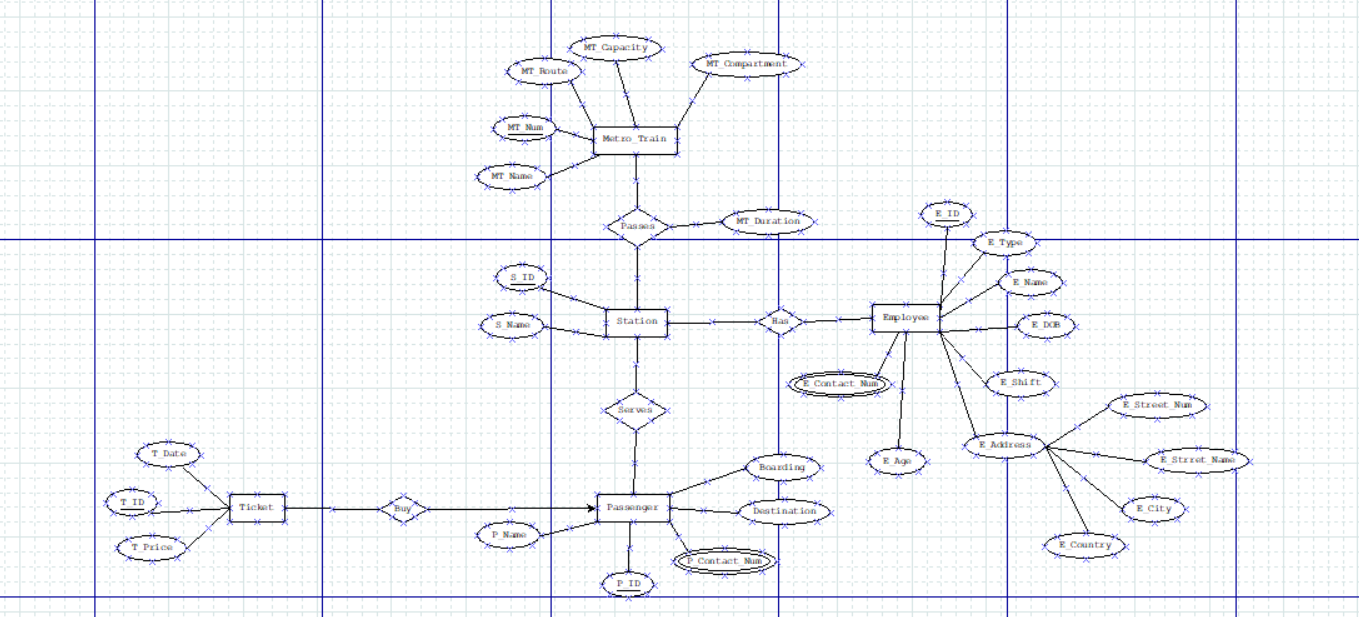 MT_Capacity
MT_Route
MT_Compartment
MT_Num
Metro_Train
MT_Name
Passes
MT_Duration
E_ID
E_Type
S_ID
E_Name
S_Name
Station
Has
Employee
E_DOB
E_Contact_Num
E_Shift
Serves
E_Street_Num
E_Address
T_Date
E_Age
E_Strret_Name
Boarding
T_ID
Ticket
Buy
Passenger
Destination
E_City
P_Name
T_Price
E_Country
P_Contact_Num
P_ID